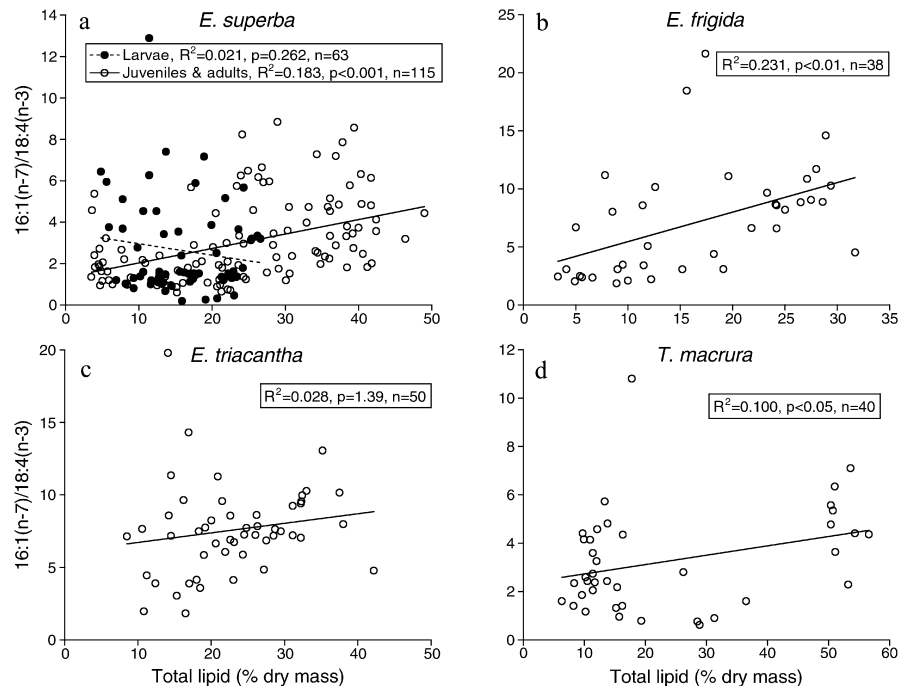 a
E. superba
Larvae, R²=0.021, p=0.262, n=63
Juveniles & adults, R²=0.183, p<0.001, n=115
16:1(n-7)/18:4(n-3)
14
12
10
8
6
4
2
0
0 10 20 30 40 50
b
E. frigida
R²=0.231, p<0.01, n=38
25
20
15
10
5
0
0 5 10 15 20 25 30 35
c
E. triacantha
R²=0.028, p=1.39, n=50
16:1(n-7)/18:4(n-3)
20
15
10
5
0
0 10 20 30 40 50
Total lipid (% dry mass)
d
T. macrura
R²=0.100, p<0.05, n=40
12
10
8
6
4
2
0
0 10 20 30 40 50 60
Total lipid (% dry mass)